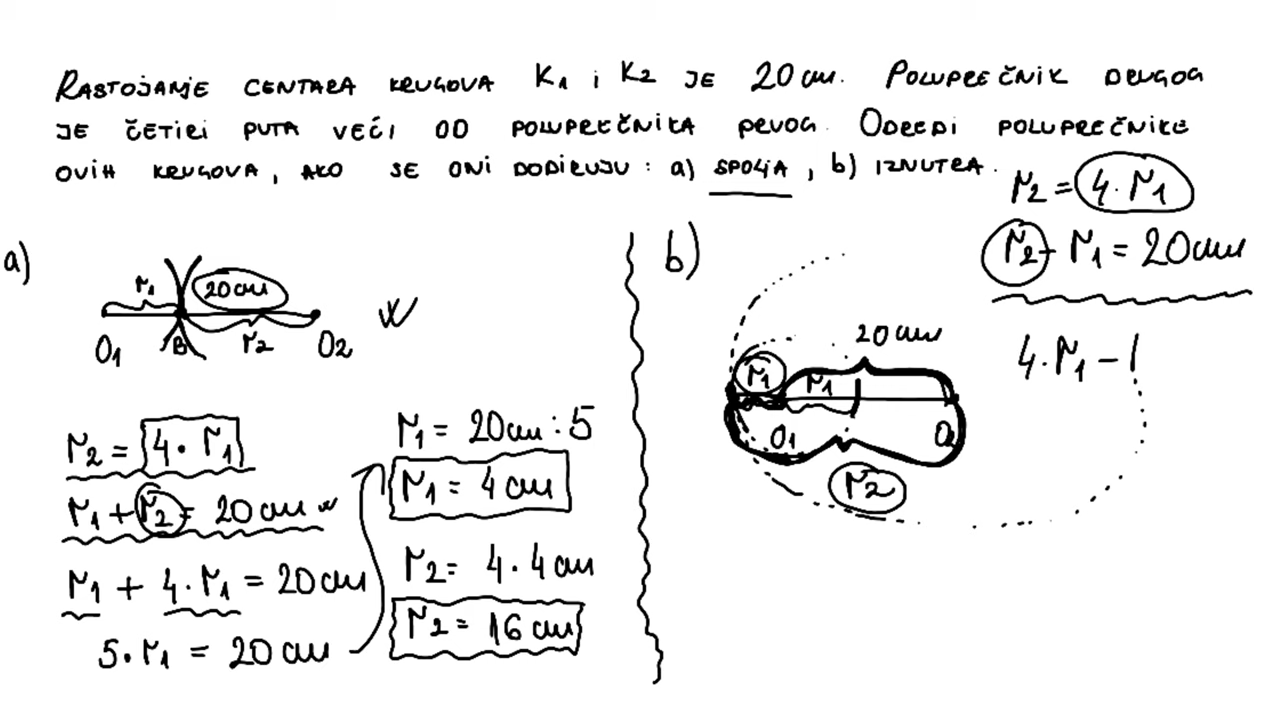 RASTOJANJE CENTARA KRUGOVA K1 i K2 JE 20 cm. POLUPREČNIK DRUGOG
JE ČETIRI PUTA VEĆI OD POLUPREČNIKA PRVOG. ODREDI POLUPREČNIKE
OVIH KRUGOVA, AKO SE ONI DODIRUJU: a) SPOLJA, b) IZNUTRA.
a)
r1 20 cm
O1 B r2 O2
r2 = 4 · r1
r1 + r2 = 20 cm
r1 + 4 · r1 = 20 cm
5 · r1 = 20 cm
r1 = 20 cm : 5
r1 = 4 cm
r2 = 4 · 4 cm
r2 = 16 cm
b)
r2 = 4 · r1
r2 - r1 = 20 cm
4 · r1 -
20 cm
r1 r1
O1
r2